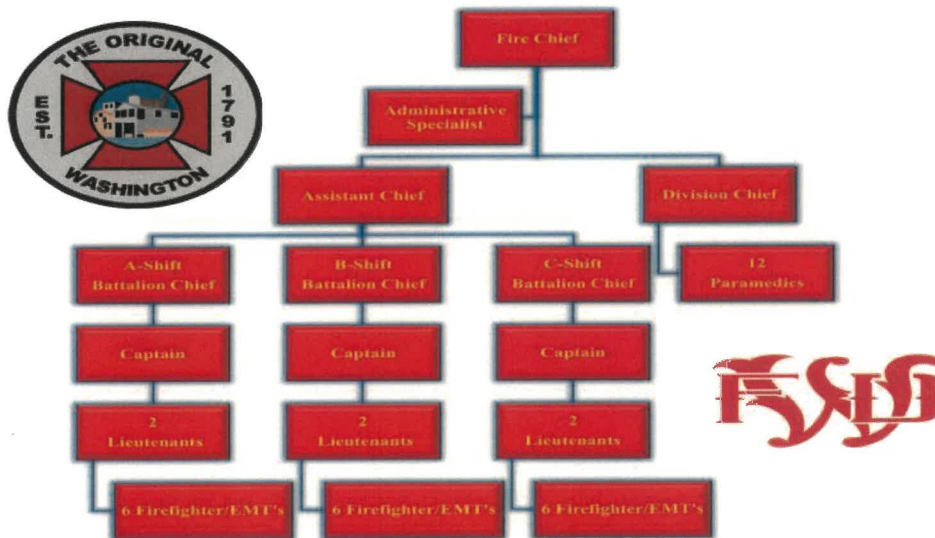 THE ORIGINAL
EST.
1791
WASHINGTON
Fire Chief
Administrative
Specialist
Assistant Chief
Division Chief
A-Shift
Battalion Chief
B-Shift
Battalion Chief
C-Shift
Battalion Chief
12
Paramedics
Captain
Captain
Captain
2
Lieutenants
2
Lieutenants
2
Lieutenants
6 Firefighter/EMT's
6 Firefighter/EMT's
6 Firefighter/EMT's